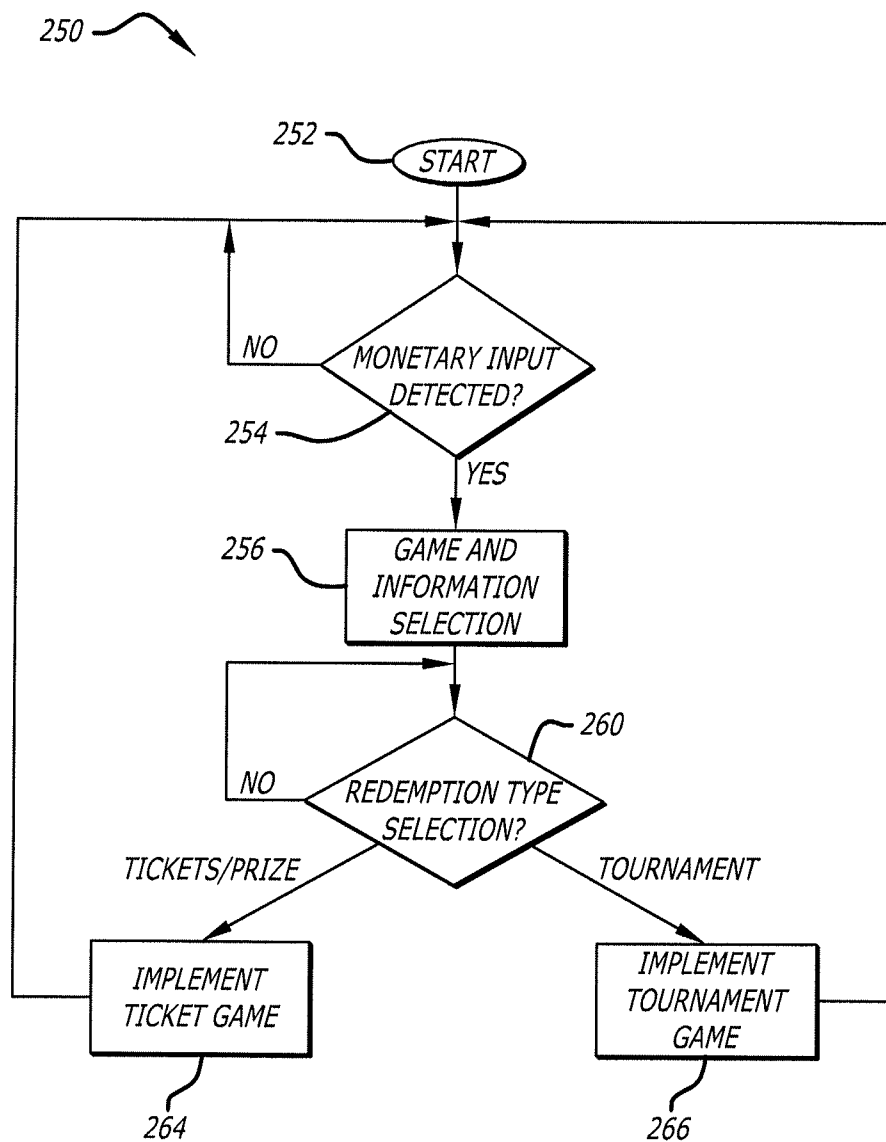 250
252
START
NO
MONETARY INPUT
DETECTED?
254
YES
256
GAME AND
INFORMATION
SELECTION
260
NO
REDEMPTION TYPE
SELECTION?
TICKETS/PRIZE
TOURNAMENT
IMPLEMENT
TICKET GAME
IMPLEMENT
TOURNAMENT
GAME
264
266